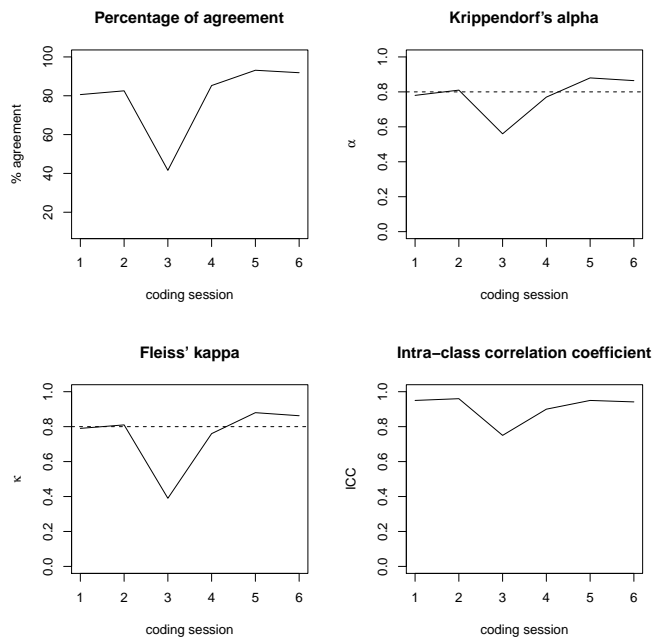 Percentage of agreement
% agreement
100
80
60
40
20
1 2 3 4 5 6
coding session
Krippendorf's alpha
α
1.0
0.8
0.6
0.4
0.2
0.0
1 2 3 4 5 6
coding session
Fleiss' kappa
κ
1.0
0.8
0.6
0.4
0.2
0.0
1 2 3 4 5 6
coding session
Intra−class correlation coefficient
ICC
1.0
0.8
0.6
0.4
0.2
0.0
1 2 3 4 5 6
coding session